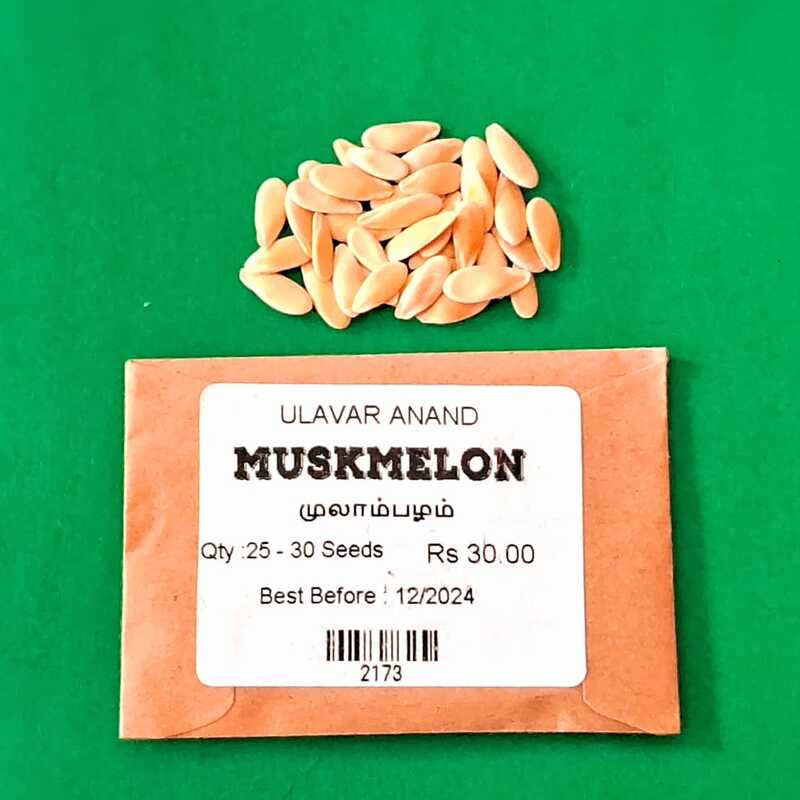 ULAVAR ANAND
MUSKMELON
முலாம்பழம்
Qty :25 - 30 Seeds Rs 30.00
Best Before : 12/2024
2173